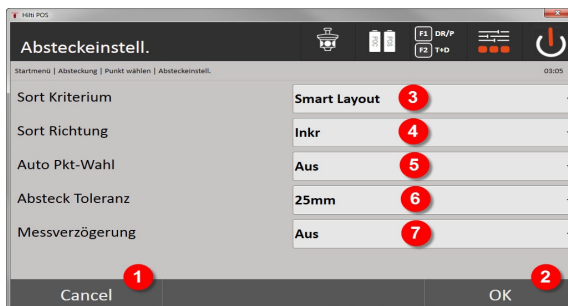 Hilti POS
Absteckeinstell.
PDC
POS
F1 DR/P
F2 T+D
Startmenü | Absteckung | Punkt wählen | Absteckeinstell.
03:05
Sort Kriterium Smart Layout 3
Sort Richtung Inkr 4
Auto Pkt-Wahl Aus 5
Absteck Toleranz 25mm 6
Messverzögerung Aus 7
1 2
Cancel OK